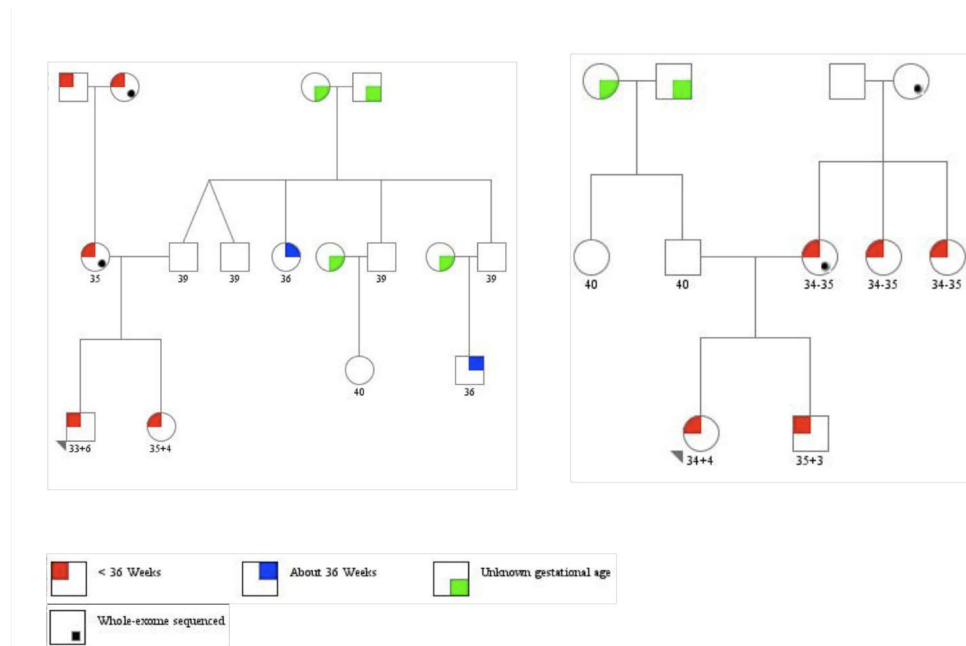 35 39 39 36 39 39
40 36
33+6 35+4
40 40 34-35 34-35 34-35
34+4 35+3
< 36 Weeks About 36 Weeks Unknown gestational age
Whole-exome sequenced